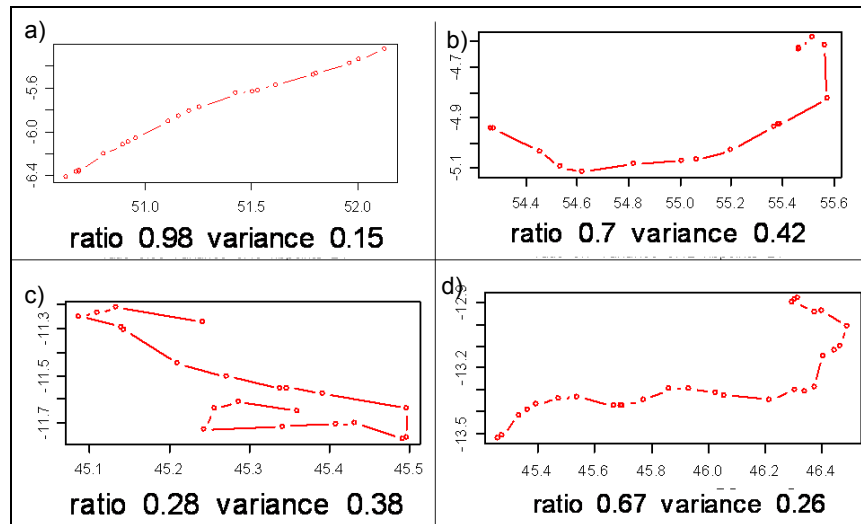 a)
-5.6
-6.0
-6.4
51.0 51.5 52.0
ratio 0.98 variance 0.15
b)
-4.7
-4.9
-5.1
54.4 54.6 54.8 55.0 55.2 55.4 55.6
ratio 0.7 variance 0.42
c)
-11.3
-11.5
-11.7
45.1 45.2 45.3 45.4 45.5
ratio 0.28 variance 0.38
d)
-12.9
-13.2
-13.5
45.4 45.6 45.8 46.0 46.2 46.4
ratio 0.67 variance 0.26